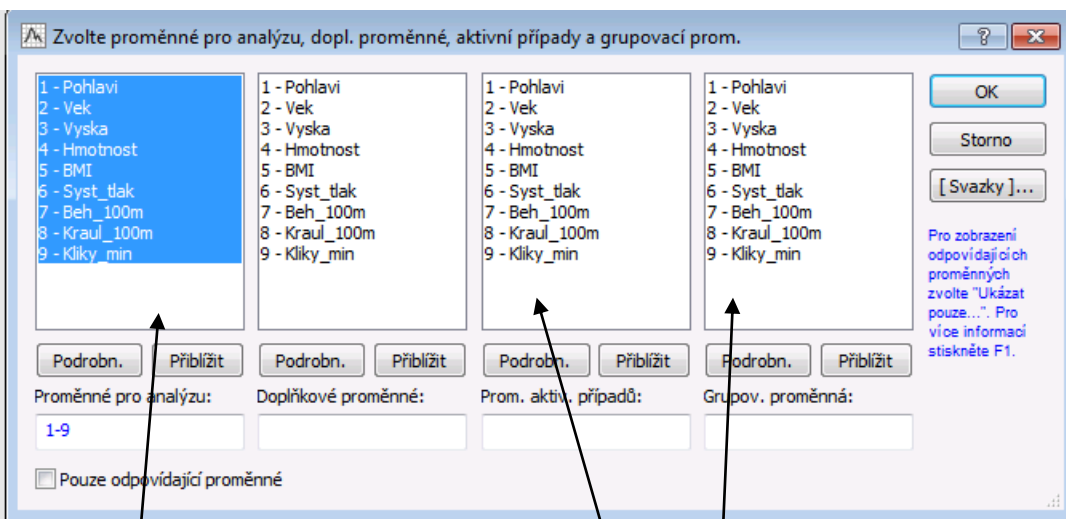 Zvolte proměnné pro analýzu, dopl. proměnné, aktivní případy a grupovací prom.
1 - Pohlavi
2 - Vek
3 - Vyska
4 - Hmotnost
5 - BMI
6 - Syst_tlak
7 - Beh_100m
8 - Kraul_100m
9 - Kliky_min
1 - Pohlavi
2 - Vek
3 - Vyska
4 - Hmotnost
5 - BMI
6 - Syst_tlak
7 - Beh_100m
8 - Kraul_100m
9 - Kliky_min
1 - Pohlavi
2 - Vek
3 - Vyska
4 - Hmotnost
5 - BMI
6 - Syst_tlak
7 - Beh_100m
8 - Kraul_100m
9 - Kliky_min
1 - Pohlavi
2 - Vek
3 - Vyska
4 - Hmotnost
5 - BMI
6 - Syst_tlak
7 - Beh_100m
8 - Kraul_100m
9 - Kliky_min
OK
Storno
[ Svazky ]...
Pro zobrazení
odpovídajících
proměnných
zvolte "Ukázat
pouze...". Pro
více informací
stiskněte F1.
Podrobn. Přiblížit Podrobn. Přiblížit Podrobn. Přiblížit Podrobn. Přiblížit
Proměnné pro analýzu: Doplňkové proměnné: Prom. aktiv. případů: Grupov. proměnná:
1-9
Pouze odpovídající proměnné